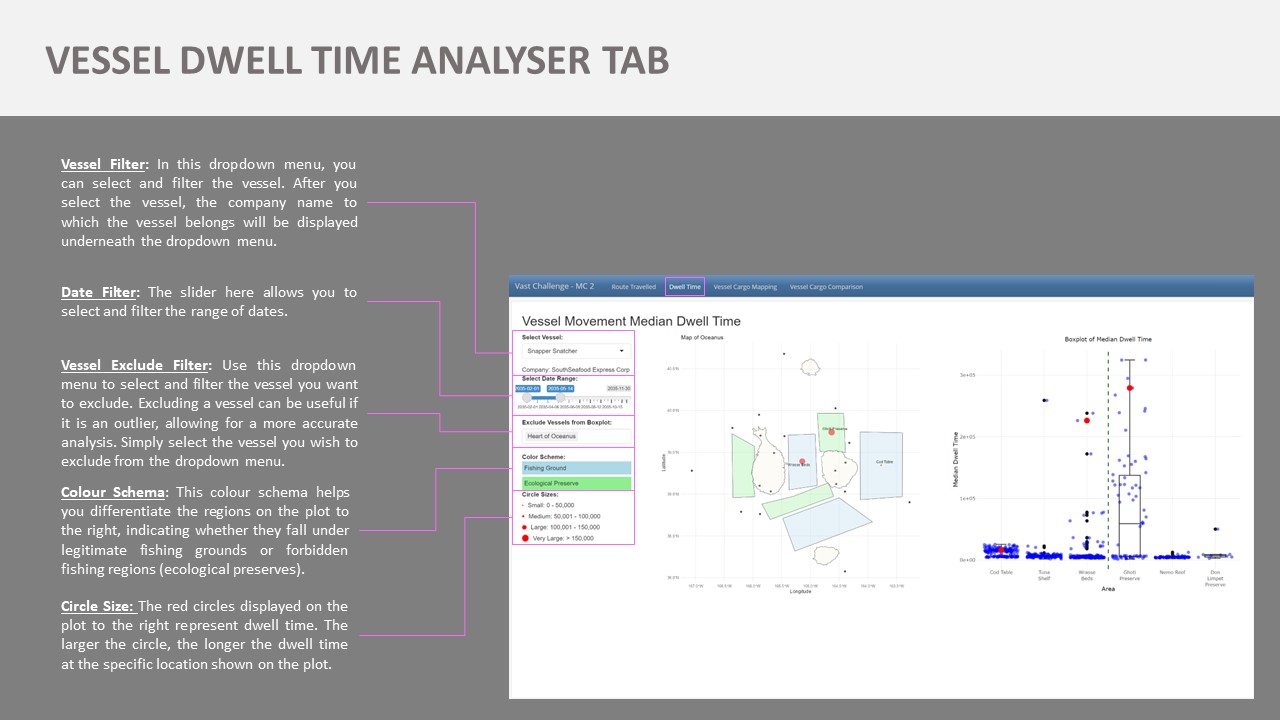 VESSEL DWELL TIME ANALYSER TAB
Vessel Filter: In this dropdown menu, you
can select and filter the vessel. After you
select the vessel, the company name to
which the vessel belongs will be displayed
underneath the dropdown menu.
Date Filter: The slider here allows you to
select and filter the range of dates.
Vessel Exclude Filter: Use this dropdown
menu to select and filter the vessel you want
to exclude. Excluding a vessel can be useful if
it is an outlier, allowing for a more accurate
analysis. Simply select the vessel you wish to
exclude from the dropdown menu.
Colour Schema: This colour schema helps
you differentiate the regions on the plot to
the right, indicating whether they fall under
legitimate fishing grounds or forbidden
fishing regions (ecological preserves).
Circle Size: The red circles displayed on the
plot to the right represent dwell time. The
larger the circle, the longer the dwell time
at the specific location shown on the plot.
Vast Challenge - MC 2 Route Travelled Dwell Time Vessel Cargo Mapping Vessel Cargo Comparison
Vessel Movement Median Dwell Time
Select Vessel:
Snapper Snatcher
Company: SouthSeafood Express Corp
Select Date Range:
2035-02-01 2035-05-14 2035-11-30
Exclude Vessels from Boxplot:
Heart of Oceanus
Color Scheme:
Fishing Ground
Ecological Preserve
Circle Sizes:
Small: 0 - 50,000
Medium: 50,001 - 100,000
Large: 100,001 - 150,000
Very Large: > 150,000
Map of Oceanus
Latitude
Wrasse Beds
Cod Table
Longitude
Boxplot of Median Dwell Time
Median Dwell Time
3e+05
2e+05
1e+05
0e+00
Cod Table
Tuna
Shelf
Wrasse
Beds
Ghoti
Preserve
Nemo Reef
Don
Limpet
Preserve
Area